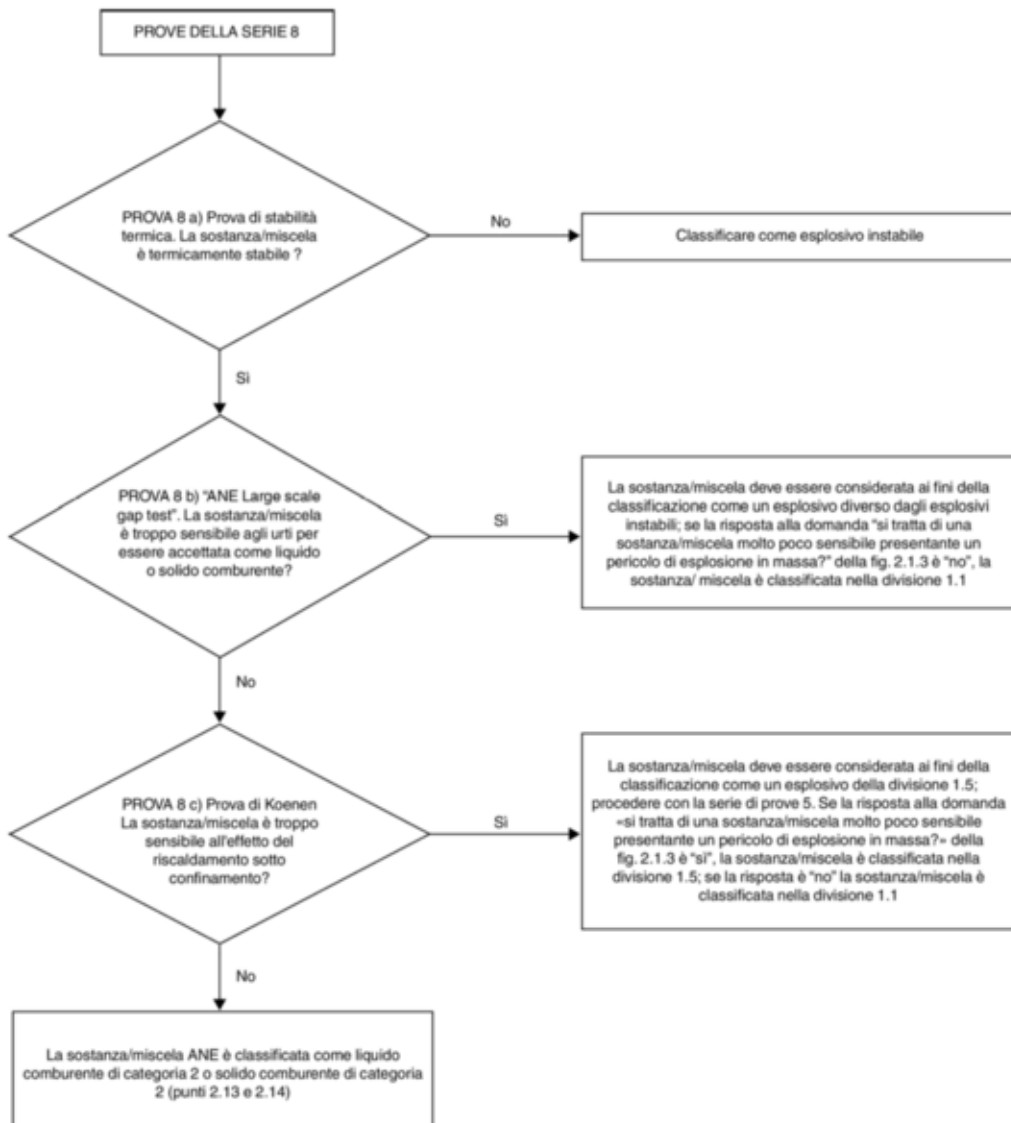 PROVE DELLA SERIE 8
PROVA 8 a) Prova di stabilità
termica. La sostanza/miscela
è termicamente stabile ?
No
Classificare come esplosivo instabile
Sì
PROVA 8 b) "ANE Large scale
gap test". La sostanza/miscela
è troppo sensibile agli urti per
essere accettata come liquido
o solido comburente?
Sì
La sostanza/miscela deve essere considerata ai fini della
classificazione come un esplosivo diverso dagli esplosivi
instabili; se la risposta alla domanda "si tratta di una
sostanza/miscela molto poco sensibile presentante un
pericolo di esplosione in massa?" della fig. 2.1.3 è "no", la
sostanza/ miscela è classificata nella divisione 1.1
No
PROVA 8 c) Prova di Koenen
La sostanza/miscela è troppo
sensibile all'effetto del
riscaldamento sotto
confinamento?
Sì
La sostanza/miscela deve essere considerata ai fini della
classificazione come un esplosivo della divisione 1.5;
procedere con la serie di prove 5. Se la risposta alla domanda
«si tratta di una sostanza/miscela molto poco sensibile
presentante un pericolo di esplosione in massa?» della
fig. 2.1.3 è "sì", la sostanza/miscela è classificata nella
divisione 1.5; se la risposta è "no" la sostanza/miscela è
classificata nella divisione 1.1
No
La sostanza/miscela ANE è classificata come liquido
comburente di categoria 2 o solido comburente di categoria
2 (punti 2.13 e 2.14)